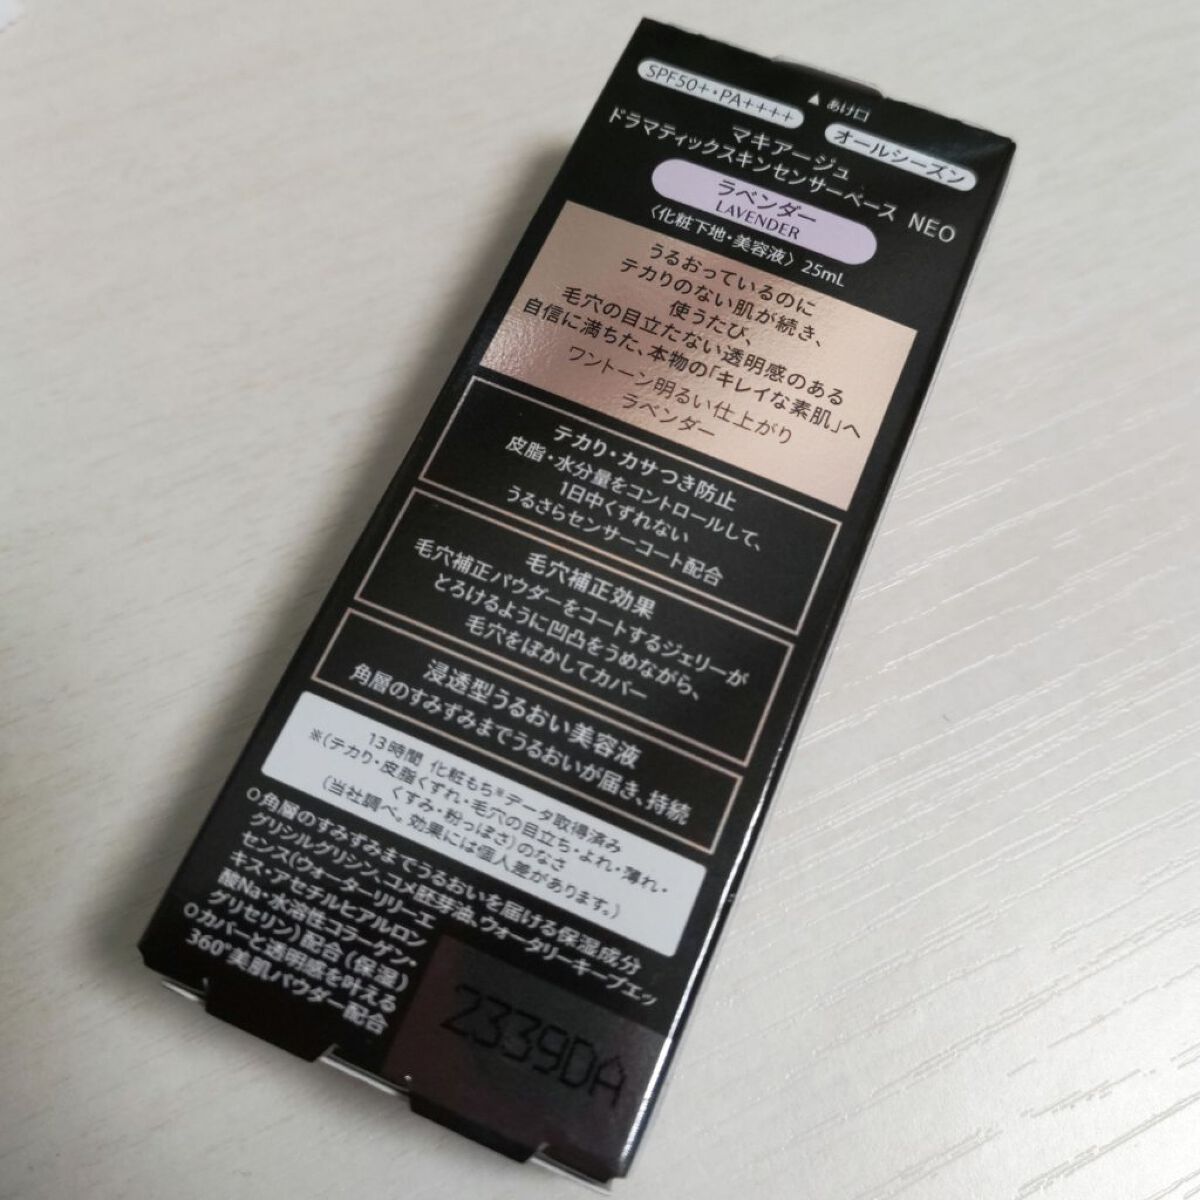 ▲あけ口
SPF50+・PA++++
オールシーズン
マキアージュ
ドラマティックスキンセンサーベース NEO
ラベンダー
LAVENDER
〈化粧下地・美容液〉 25mL
うるおっているのに
テカりのない肌が続き、
使うたび、
毛穴の目立たない透明感のある
自信に満ちた、本物の「キレイな素肌」へ
ワントーン明るい仕上がり
ラベンダー
テカり・カサつき防止
皮脂・水分量をコントロールして、
1日中くずれない
うるさらセンサーコート配合
毛穴補正効果
毛穴補正パウダーをコートするジェリーが
とろけるように凹凸をうめながら、
毛穴をぼかしてカバー
浸透型うるおい美容液
角層のすみずみまでうるおいが届き、持続
13時間 化粧もち※データ取得済み
※(テカり・皮脂くずれ・毛穴の目立ち・よれ・薄れ・
くすみ・粉っぽさ)のなさ
(当社調べ。効果には個人差があります。)
○角層のすみずみまでうるおいを届ける保湿成分
グリシルグリシン、コメ胚芽油、ウォータリーキープエッ
センス(ウォーターリリーエ
キス・アセチルヒアルロン
酸Na・水溶性コラーゲン・
グリセリン)配合(保湿)
○カバーと透明感を叶える
360°美肌パウダー配合
2339DA